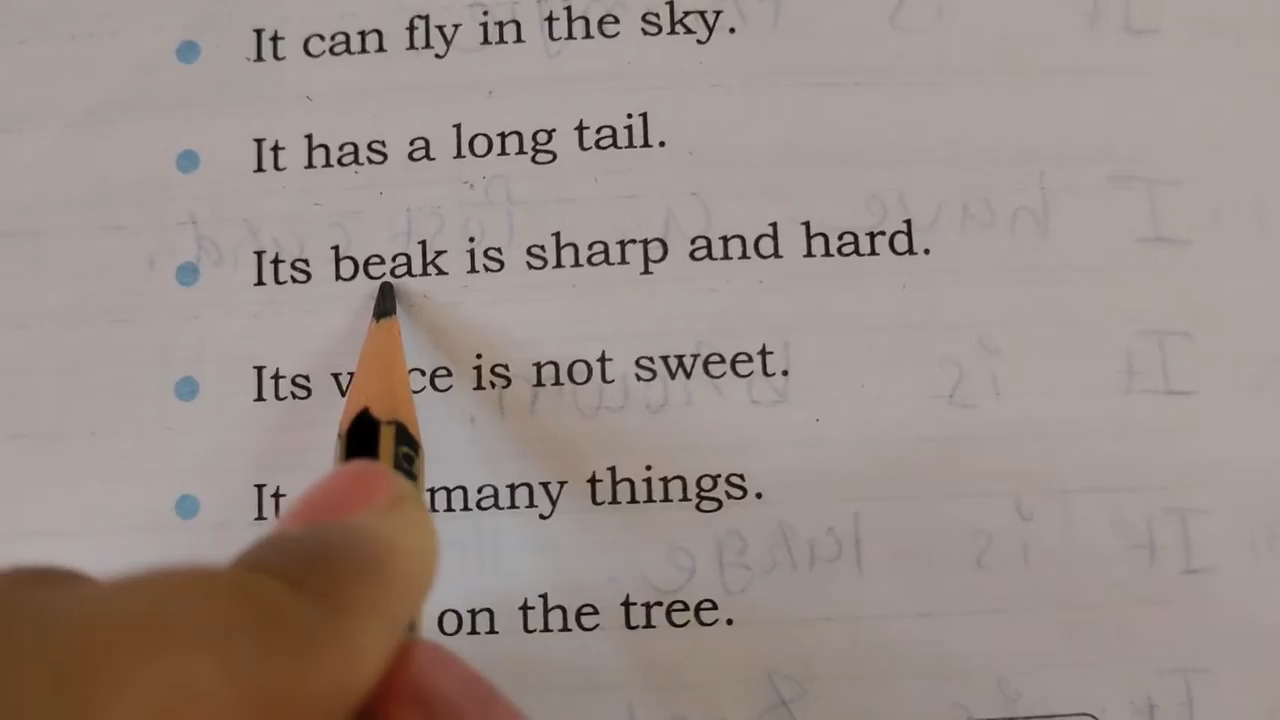 It can fly in the sky.
It has a long tail.
Its beak is sharp and hard.
Its is not sweet.
It many things.
on the tree.